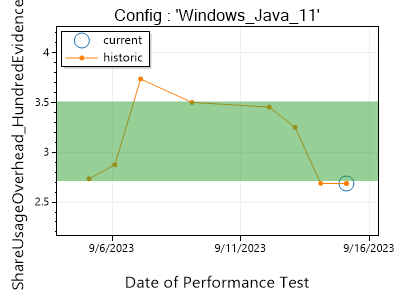 Config : 'Windows_Java_11'
current
historic
ShareUsageOverhead_HundredEvidence
4
3.5
3
2.5
9/6/2023
9/11/2023
9/16/2023
Date of Performance Test